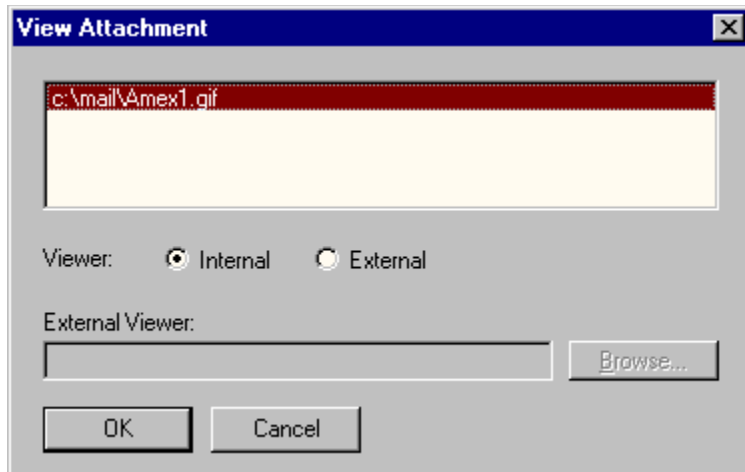 View Attachment
c:\mail\Amex1.gif
Viewer: Internal External
External Viewer:
Browse...
OK Cancel